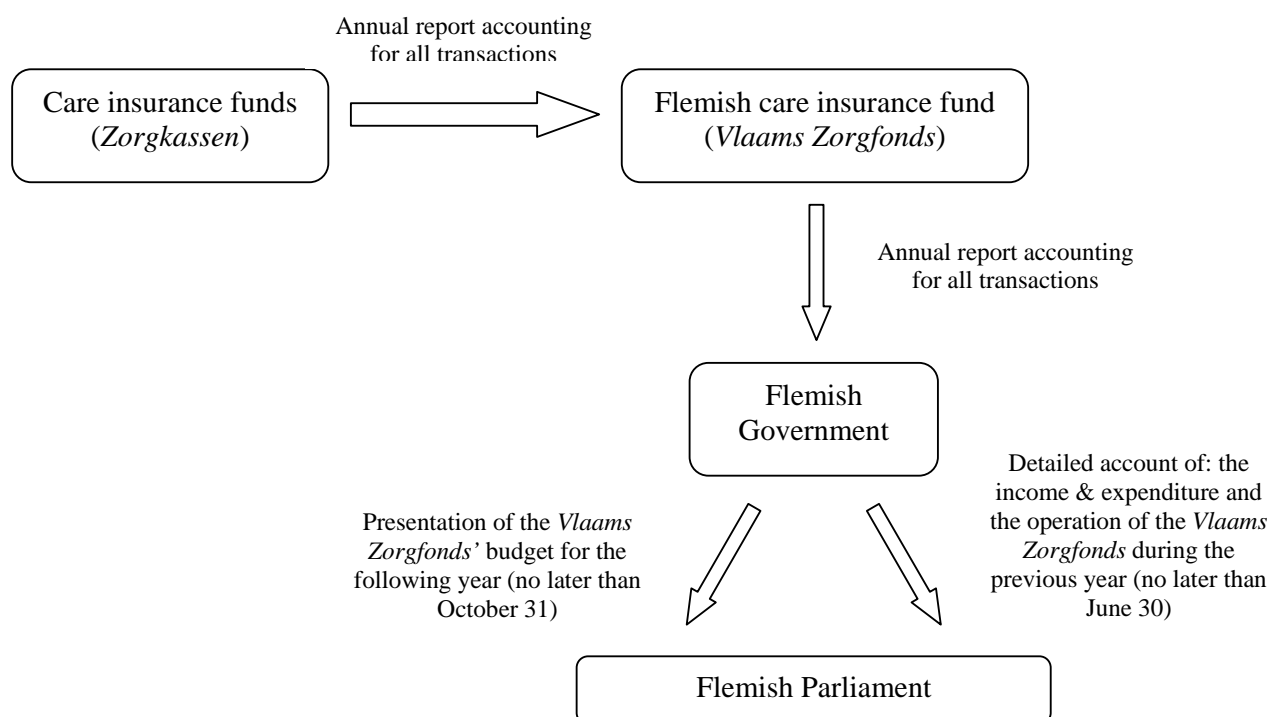 Annual report accounting
for all transactions
Care insurance funds
(Zorgkassen)
Flemish care insurance fund
(Vlaams Zorgfonds)
Annual report accounting
for all transactions
Flemish
Government
Presentation of the Vlaams
Zorgfonds’ budget for the
following year (no later than
October 31)
Detailed account of: the
income & expenditure and
the operation of the Vlaams
Zorgfonds during the
previous year (no later than
June 30)
Flemish Parliament